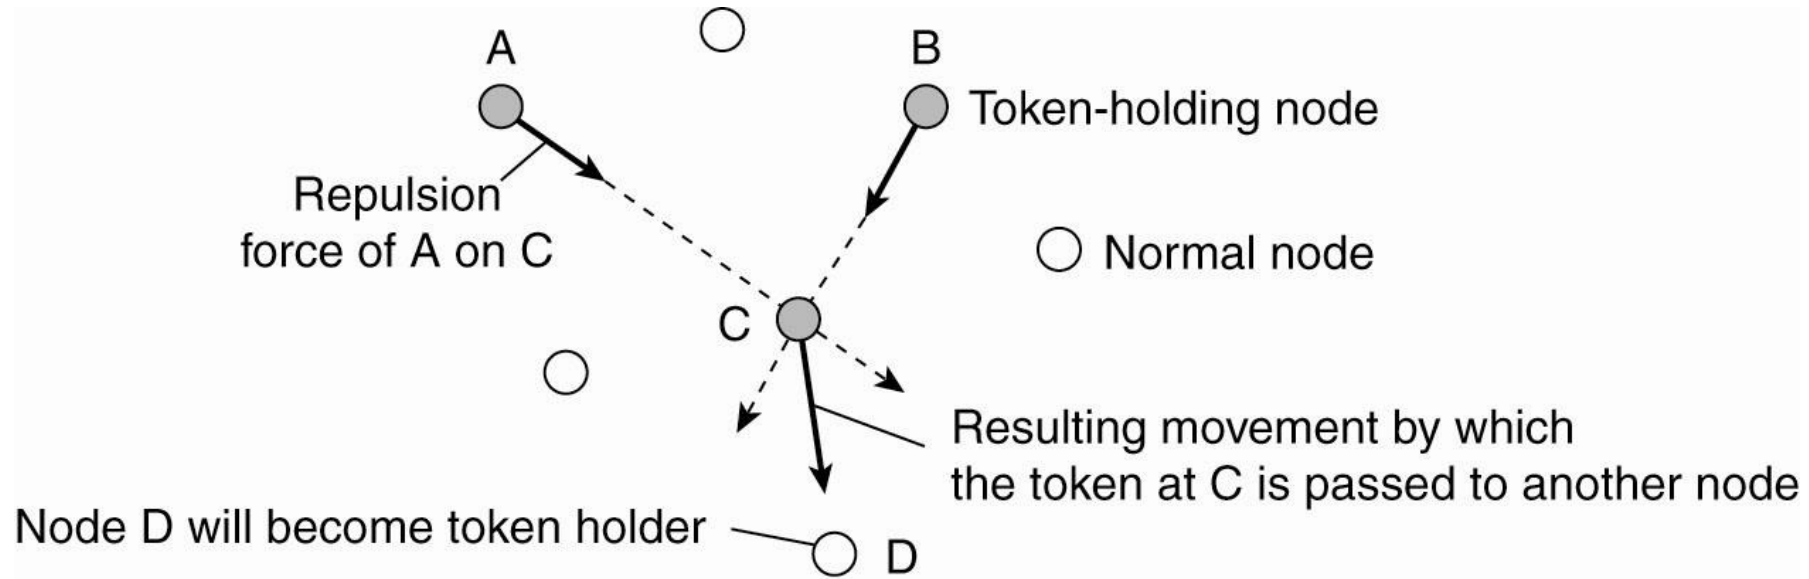 A
B
Token-holding node
Repulsion
force of A on C
Normal node
C
Resulting movement by which
the token at C is passed to another node
Node D will become token holder
D